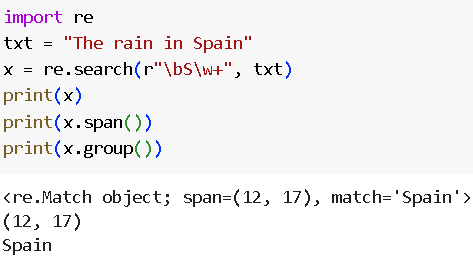 import re
txt = "The rain in Spain"
x = re.search(r"\bS\w+", txt)
print(x)
print(x.span())
print(x.group())
<re.Match object; span=(12, 17), match='Spain'>
(12, 17)
Spain